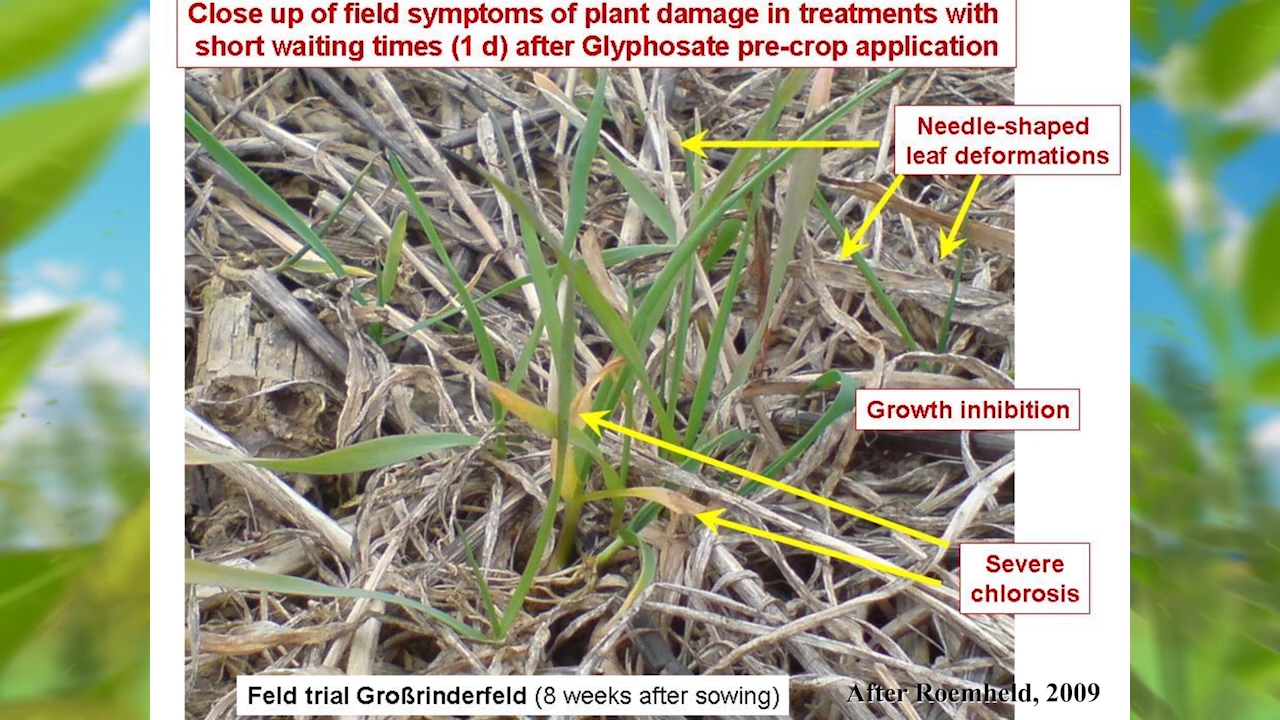 Close up of field symptoms of plant damage in treatments with
short waiting times (1 d) after Glyphosate pre-crop application
Needle-shaped
leaf deformations
Growth inhibition
Severe
chlorosis
Feld trial Großrinderfeld (8 weeks after sowing)
After Roemheld, 2009